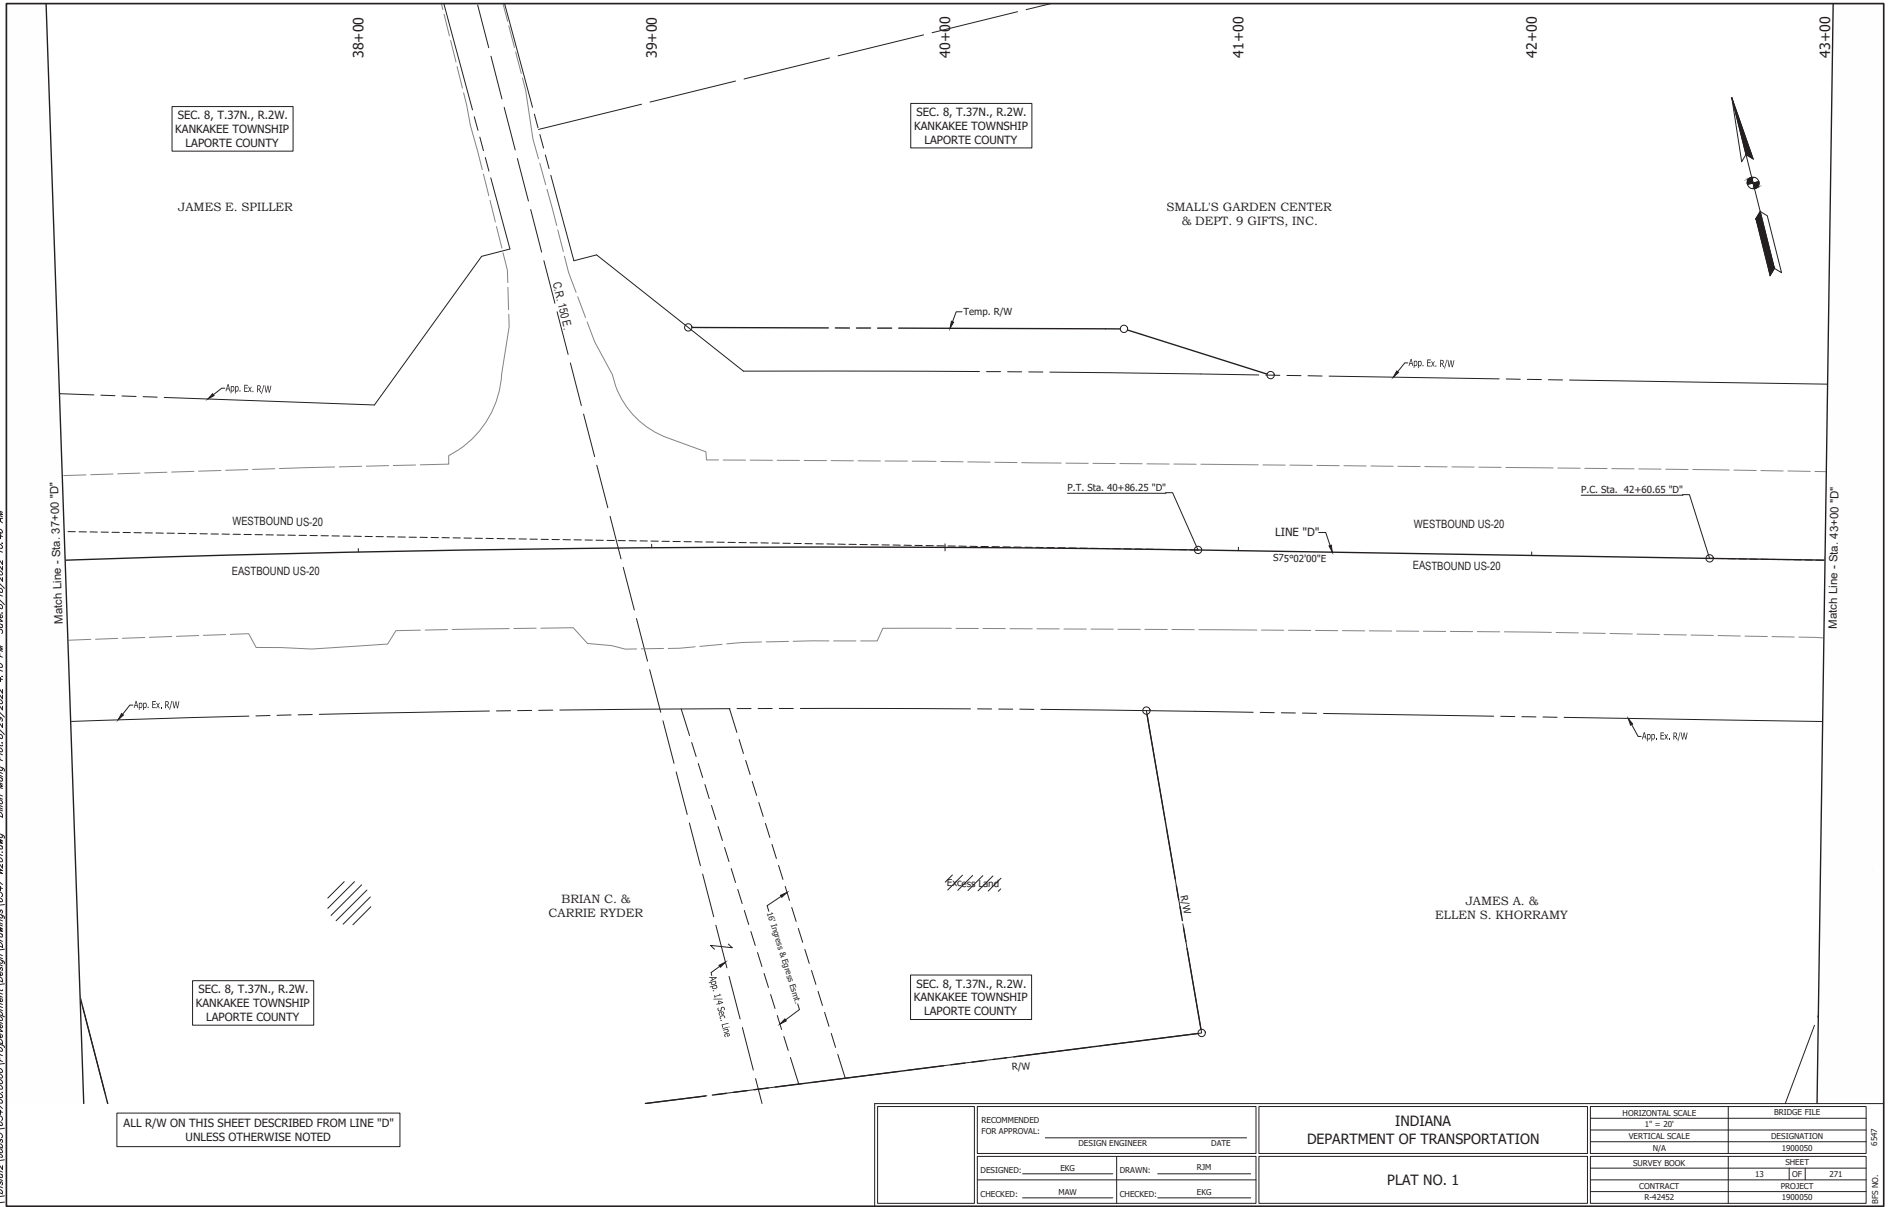 38+00
39+00
40+00
41+00
42+00
43+00
SEC. 8, T.37N., R.2W.
KANKAKEE TOWNSHIP
LAPORTE COUNTY
SEC. 8, T.37N., R.2W.
KANKAKEE TOWNSHIP
LAPORTE COUNTY
JAMES E. SPILLER
SMALL'S GARDEN CENTER
& DEPT. 9 GIFTS, INC.
C.R. 150 E.
Temp. R/W
App. Ex. R/W
App. Ex. R/W
Match Line - Sta. 37+00 "D"
P.T. Sta. 40+86.25 "D"
P.C. Sta. 42+60.65 "D"
Match Line - Sta. 43+00 "D"
WESTBOUND US-20
LINE "D"
WESTBOUND US-20
S75°02'00"E
EASTBOUND US-20
EASTBOUND US-20
App. Ex. R/W
App. Ex. R/W
Excess Land
BRIAN C. &
CARRIE RYDER
R/W
JAMES A. &
ELLEN S. KHORRAMY
16' Ingress & Egress Esmt.
App. 1/4 Sec. Line
SEC. 8, T.37N., R.2W.
KANKAKEE TOWNSHIP
LAPORTE COUNTY
SEC. 8, T.37N., R.2W.
KANKAKEE TOWNSHIP
LAPORTE COUNTY
R/W
ALL R/W ON THIS SHEET DESCRIBED FROM LINE "D"
UNLESS OTHERWISE NOTED
RECOMMENDED
FOR APPROVAL:
DESIGN ENGINEER DATE
DESIGNED: EKG DRAWN: RJM
CHECKED: MAW CHECKED: EKG
INDIANA
DEPARTMENT OF TRANSPORTATION
PLAT NO. 1
HORIZONTAL SCALE BRIDGE FILE
1" = 20'
VERTICAL SCALE DESIGNATION
N/A 1900050
SURVEY BOOK SHEET
13 OF 271
CONTRACT PROJECT
R-42452 1900050
BFS NO. 6547